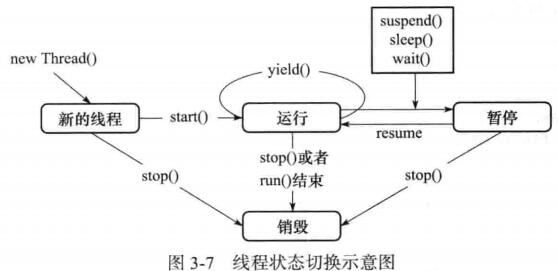 suspend()
sleep()
wait()
new Thread()
yield()
新的线程
start()
运行
暂停
resume
stop()或者
run()结束
stop()
stop()
销毁
图 3-7 线程状态切换示意图